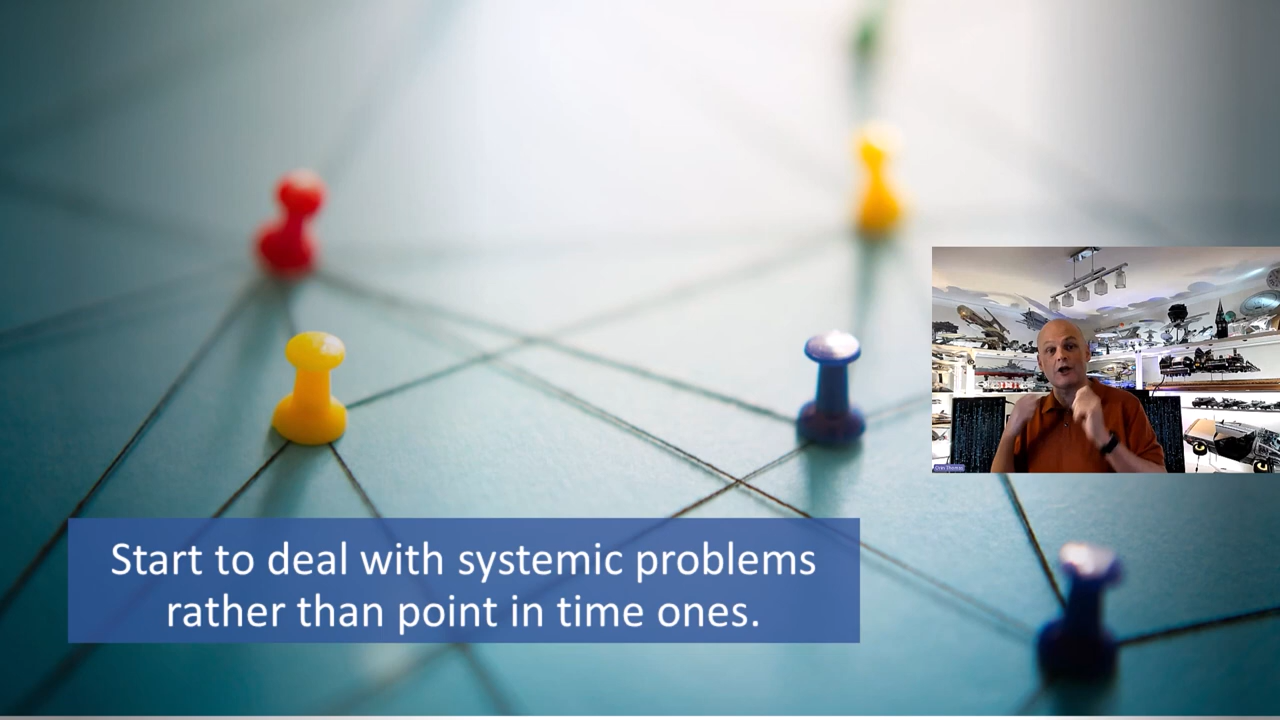 Start to deal with systemic problems
rather than point in time ones.